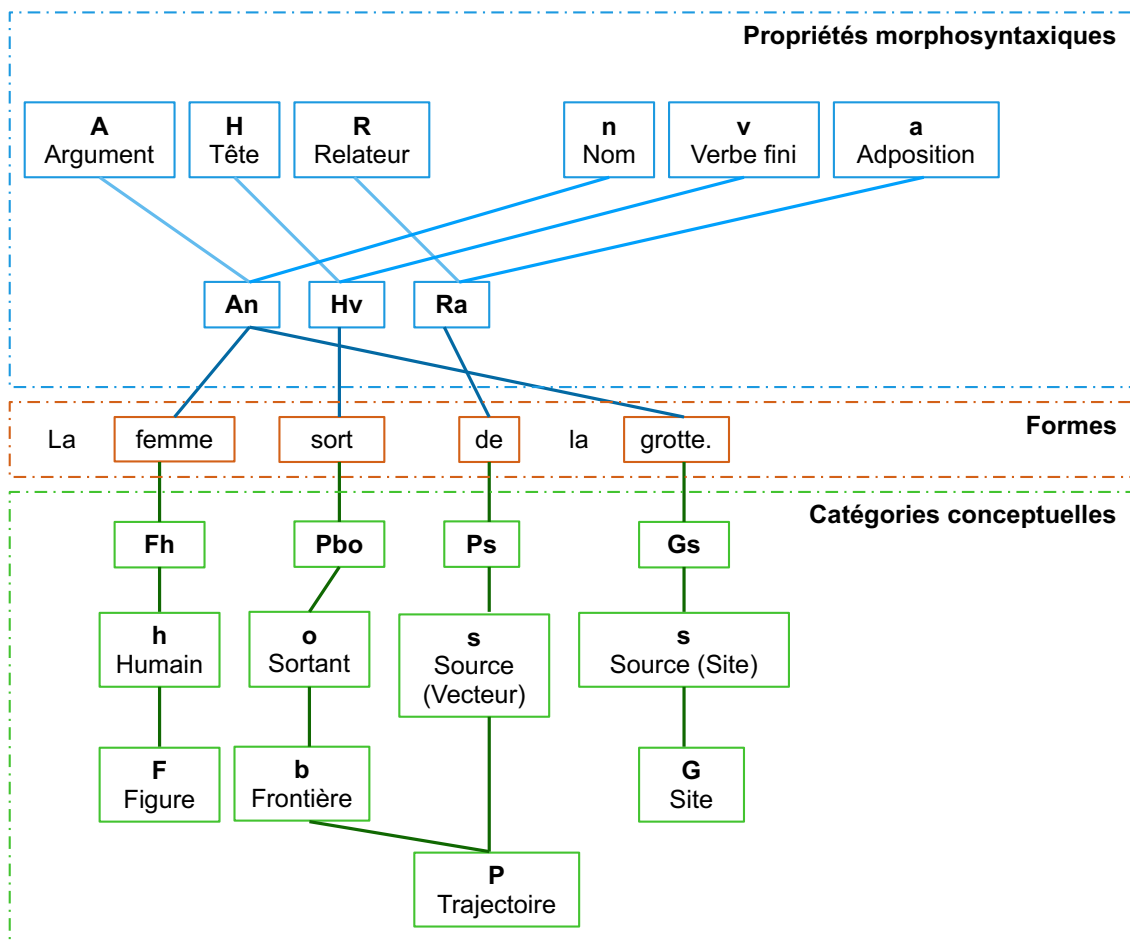 Propriétés morphosyntaxiques
A H R n v a
Argument Tête Relateur Nom Verbe fini Adposition
An Hv Ra
Formes
La femme sort de la grotte.
Catégories conceptuelles
Fh Pbo Ps Gs
h o s s
Humain Sortant Source Source (Site)
(Vecteur)
F b G
Figure Frontière Site
P
Trajectoire